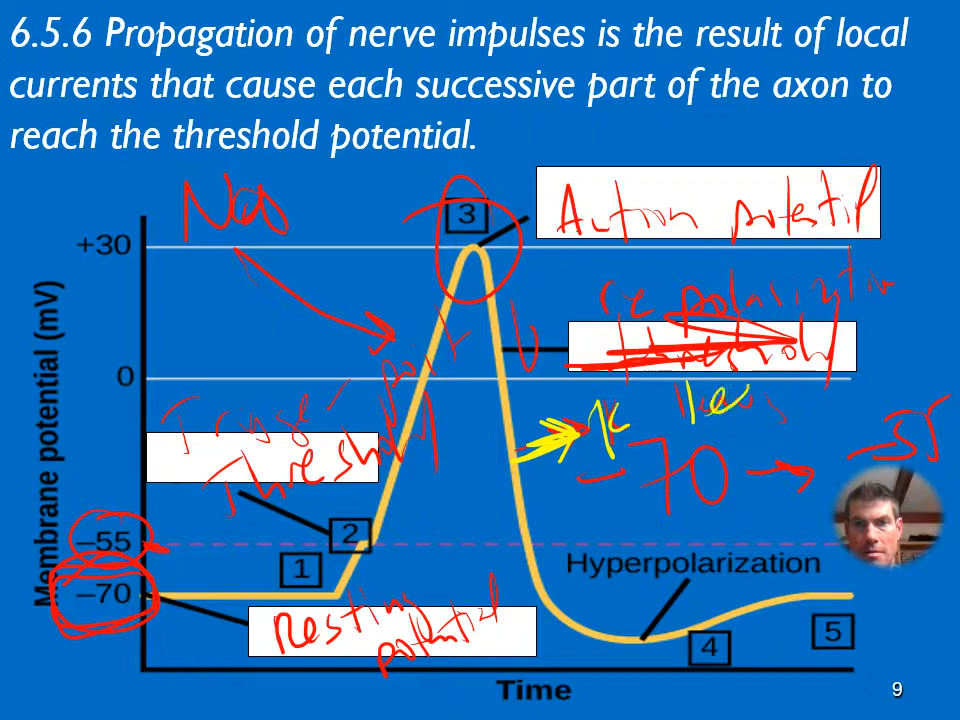 6.5.6 Propagation of nerve impulses is the result of local
currents that cause each successive part of the axon to
reach the threshold potential.
Na
3
Action potential
+30
repolarization
threshold
0
K leaves
Threshold
-70 → -55
Membrane potential (mV)
–55
2
1
Hyperpolarization
–70
Resting
potential
4
5
Time
9